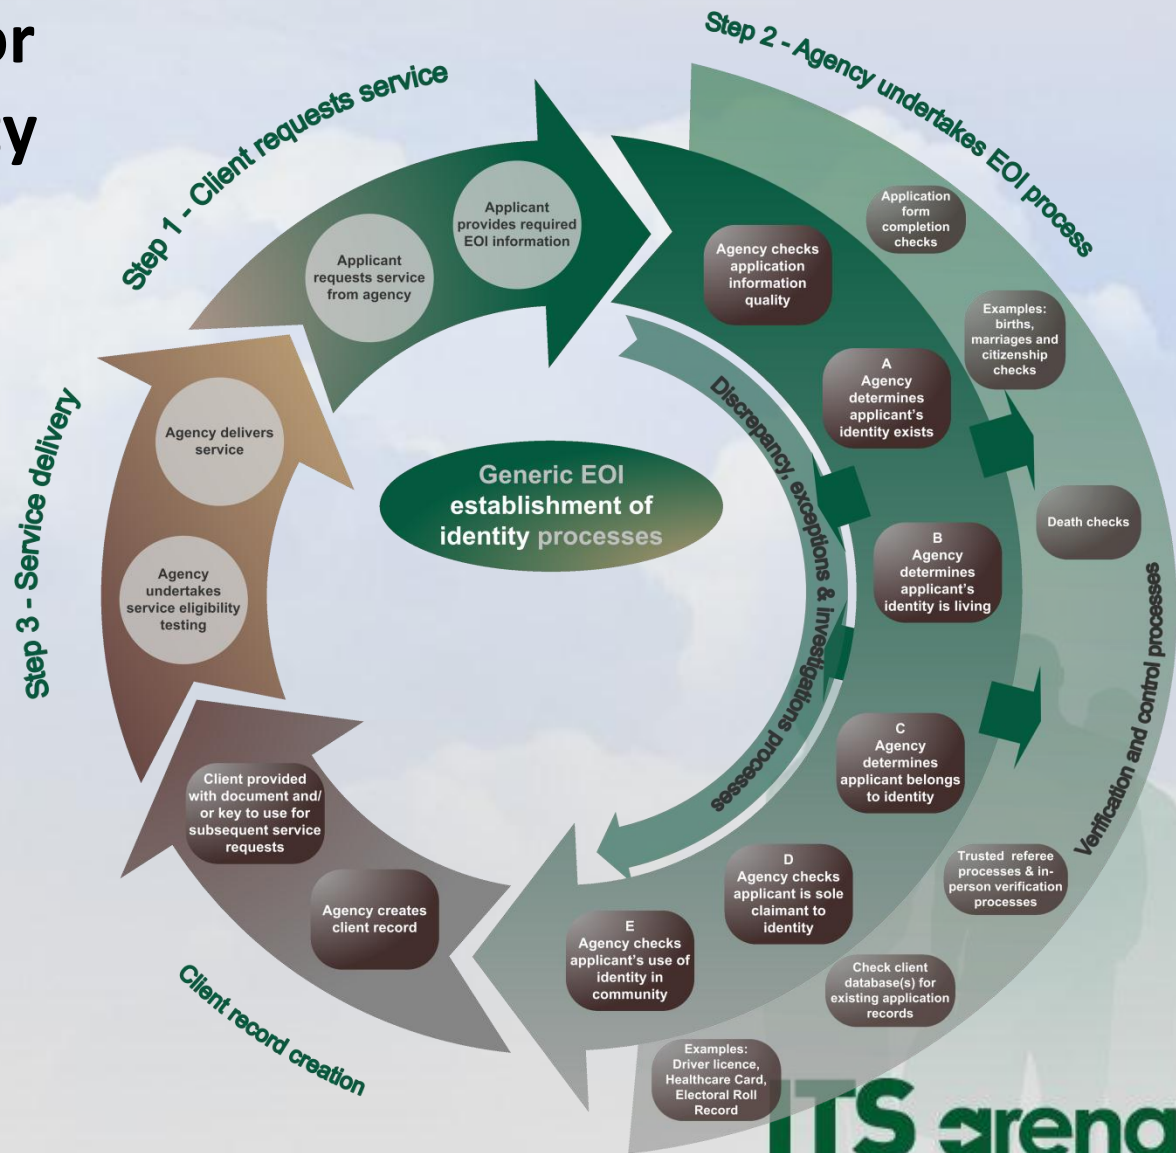 or
ty
Step 1 - Client requests service
Step 2 - Agency undertakes EOI process
Applicant
provides required
EOI information
Applicant
requests service
from agency
Agency checks
application
information
quality
Application
form
completion
checks
Examples:
births,
marriages and
citizenship
checks
A
Agency
determines
applicant's
identity exists
Discrepancy, exceptions & investigations processes
Generic EOI
establishment of
identity processes
Step 3 - Service delivery
Agency delivers
service
Agency
undertakes
service eligibility
testing
Death checks
B
Agency
determines
applicant's
identity is living
Verification and control processes
C
Agency
determines
applicant belongs
to identity
Trusted referee
processes & in-
person verification
processes
D
Agency checks
applicant is sole
claimant to
identity
Check client
database(s) for
existing application
records
E
Agency checks
applicant's use of
identity in
community
Examples:
Driver licence,
Healthcare Card,
Electoral Roll
Record
Client provided
with document and/
or key to use for
subsequent service
requests
Agency creates
client record
Client record creation
ITS arena